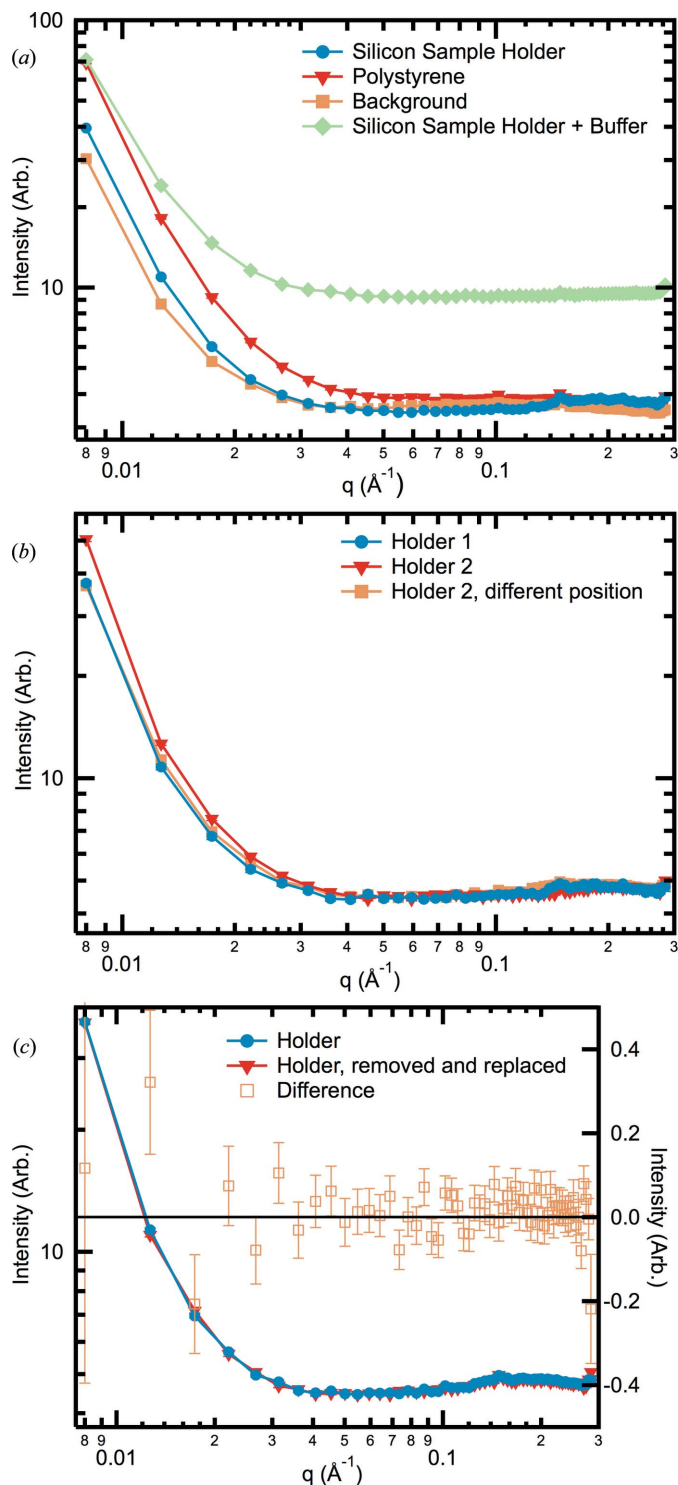 (a)
100
10
Intensity (Arb.)
Silicon Sample Holder
Polystyrene
Background
Silicon Sample Holder + Buffer
8 9 0.01 2 3 4 5 6 7 8 9 0.1 2 3
q (Å⁻¹)
(b)
10
Intensity (Arb.)
Holder 1
Holder 2
Holder 2, different position
8 9 0.01 2 3 4 5 6 7 8 9 0.1 2 3
q (Å⁻¹)
(c)
10
Intensity (Arb.)
Holder
Holder, removed and replaced
Difference
0.4
0.2
0.0
-0.2
-0.4
Intensity (Arb.)
8 9 0.01 2 3 4 5 6 7 8 9 0.1 2 3
q (Å⁻¹)